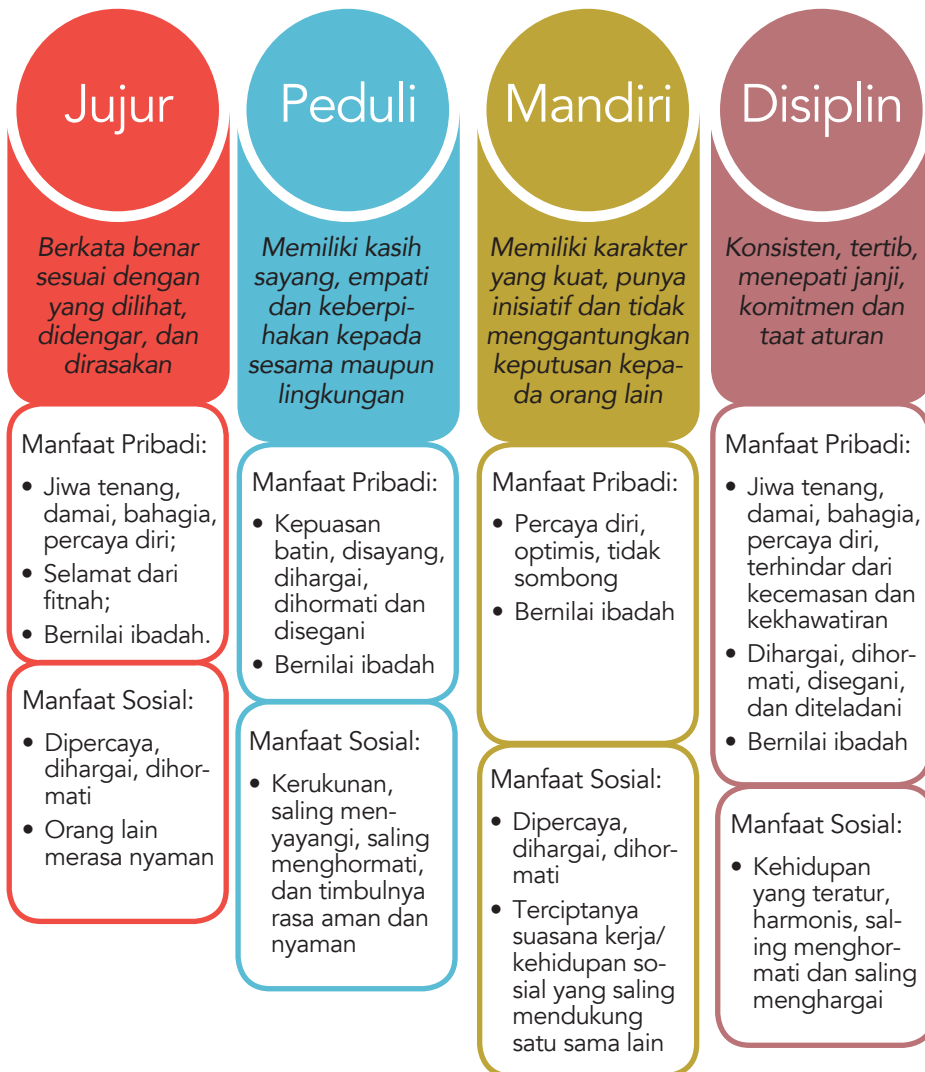 Jujur
Berkata benar
sesuai dengan
yang dilihat,
didengar, dan
dirasakan
Manfaat Pribadi:
• Jiwa tenang,
damai, bahagia,
percaya diri;
• Selamat dari
fitnah;
• Bernilai ibadah.
Manfaat Sosial:
• Dipercaya,
dihargai, dihor-
mati
• Orang lain
merasa nyaman
Peduli
Memiliki kasih
sayang, empati
dan keberpi-
hakan kepada
sesama maupun
lingkungan
Manfaat Pribadi:
• Kepuasan
batin, disayang,
dihargai,
dihormati dan
disegani
• Bernilai ibadah
Manfaat Sosial:
• Kerukunan,
saling men-
yayangi, saling
menghormati,
dan timbulnya
rasa aman dan
nyaman
Mandiri
Memiliki karakter
yang kuat, punya
inisiatif dan tidak
menggantungkan
keputusan kepa-
da orang lain
Manfaat Pribadi:
• Percaya diri,
optimis, tidak
sombong
• Bernilai ibadah
Manfaat Sosial:
• Dipercaya,
dihargai, dihor-
mati
• Terciptanya
suasana kerja/
kehidupan so-
sial yang saling
mendukung
satu sama lain
Disiplin
Konsisten, tertib,
menepati janji,
komitmen dan
taat aturan
Manfaat Pribadi:
• Jiwa tenang,
damai, bahagia,
percaya diri,
terhindar dari
kecemasan dan
kekhawatiran
• Dihargai, dihor-
mati, disegani,
dan diteladani
• Bernilai ibadah
Manfaat Sosial:
• Kehidupan
yang teratur,
harmonis, sal-
ing menghor-
mati dan saling
menghargai